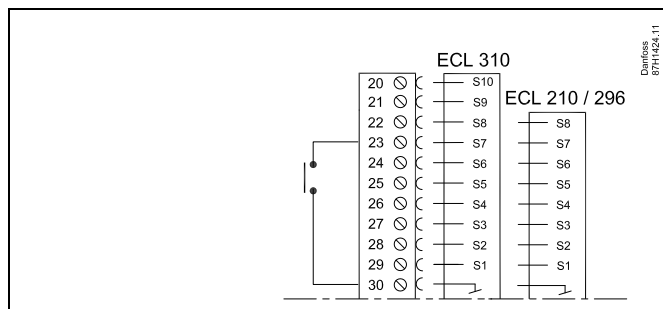 Danfoss
87H1424.11
ECL 310
ECL 210 / 296
20 S10
21 S9
22 S8 S8
23 S7 S7
24 S6 S6
25 S5 S5
26 S4 S4
27 S3 S3
28 S2 S2
29 S1 S1
30